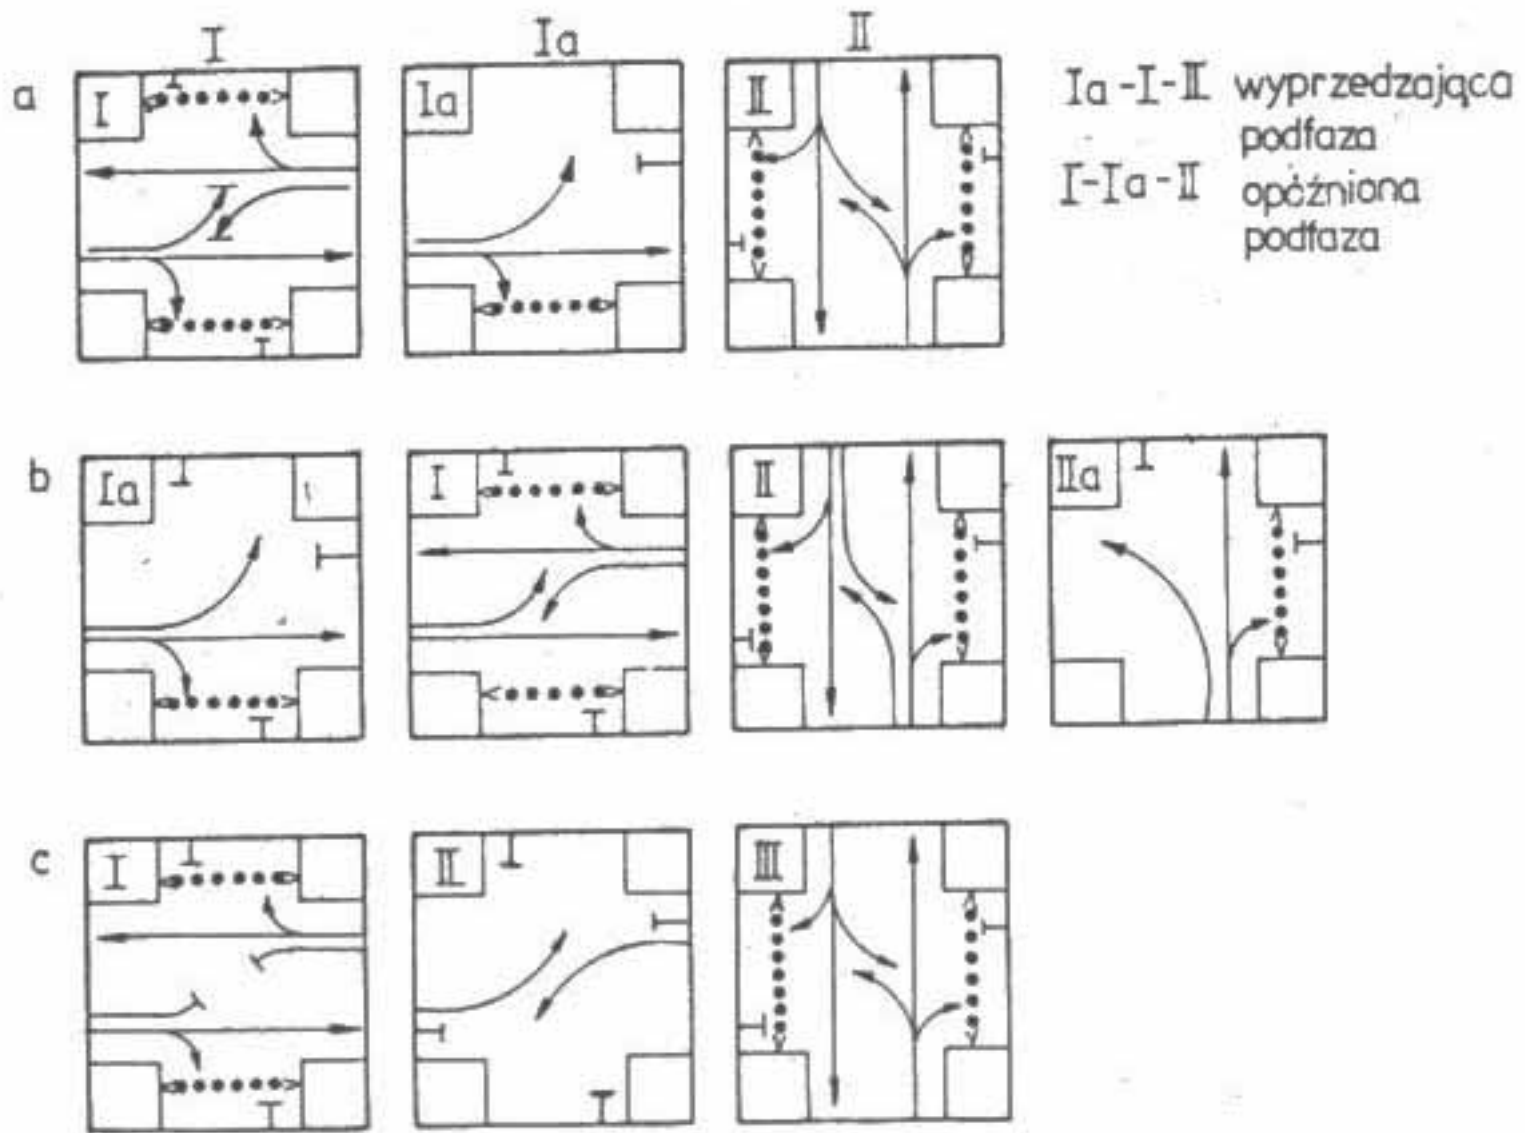 I Ia II
a I Ia II Ia-I-II wyprzedzająca
podfaza
I-Ia-II opóźniona
podfaza
b Ia I II IIa
c I II III